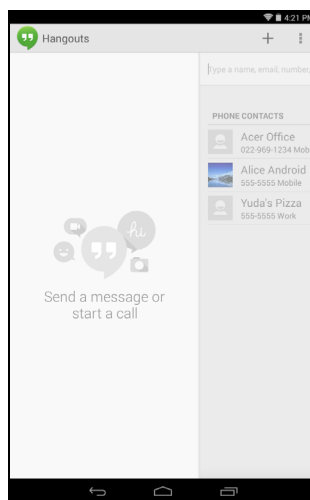 4:21 PM
Hangouts
Type a name, email, number,
PHONE CONTACTS
Acer Office
022-969-1234 Mob
Alice Android
555-5555 Mobile
Yuda's Pizza
555-5555 Work
hi
Send a message or
start a call